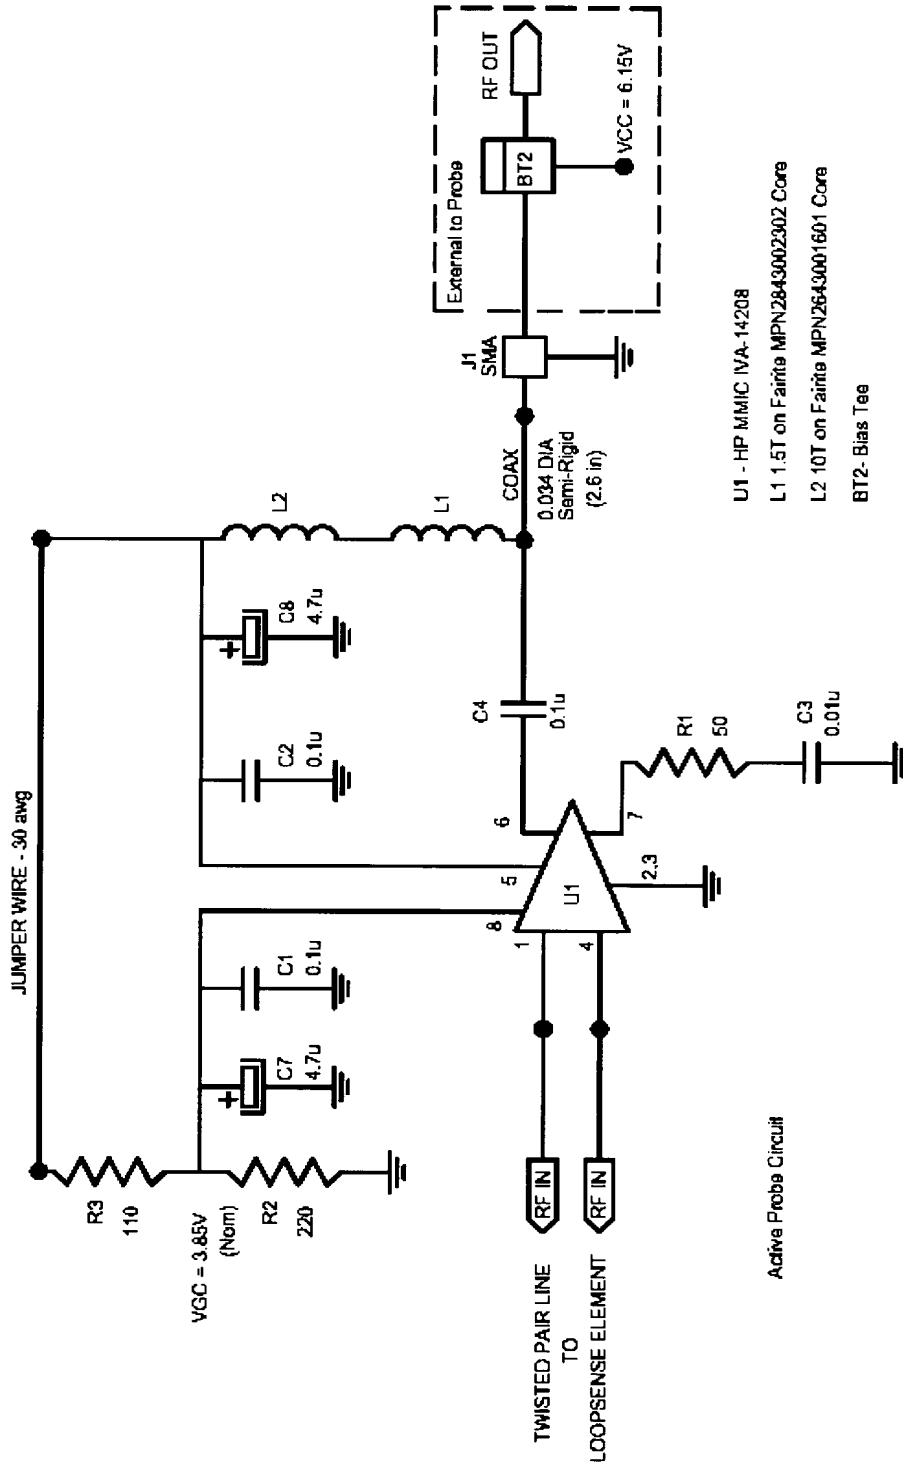 JUMPER WIRE - 30 awg
R3
110
VGC = 3.85V
(Nom)
R2
220
+
C7
4.7u
C1
0.1u
C2
0.1u
+
C8
4.7u
L2
L1
8
5
6
1
4
U1
2,3
7
C4
0.1u
R1
50
C3
0.01u
COAX
0.034 DIA
Semi-Rigid
(2.6 in)
J1
SMA
External to Probe
BT2
RF OUT
VCC = 6.15V
TWISTED PAIR LINE
TO
LOOPSENSE ELEMENT
RF IN
RF IN
Active Probe Circuit
U1 - HP MMIC IVA-14208
L1 1.5T on Fairite MPN2843002302 Core
L2 10T on Fairite MPN2643001601 Core
BT2- Bias Tee